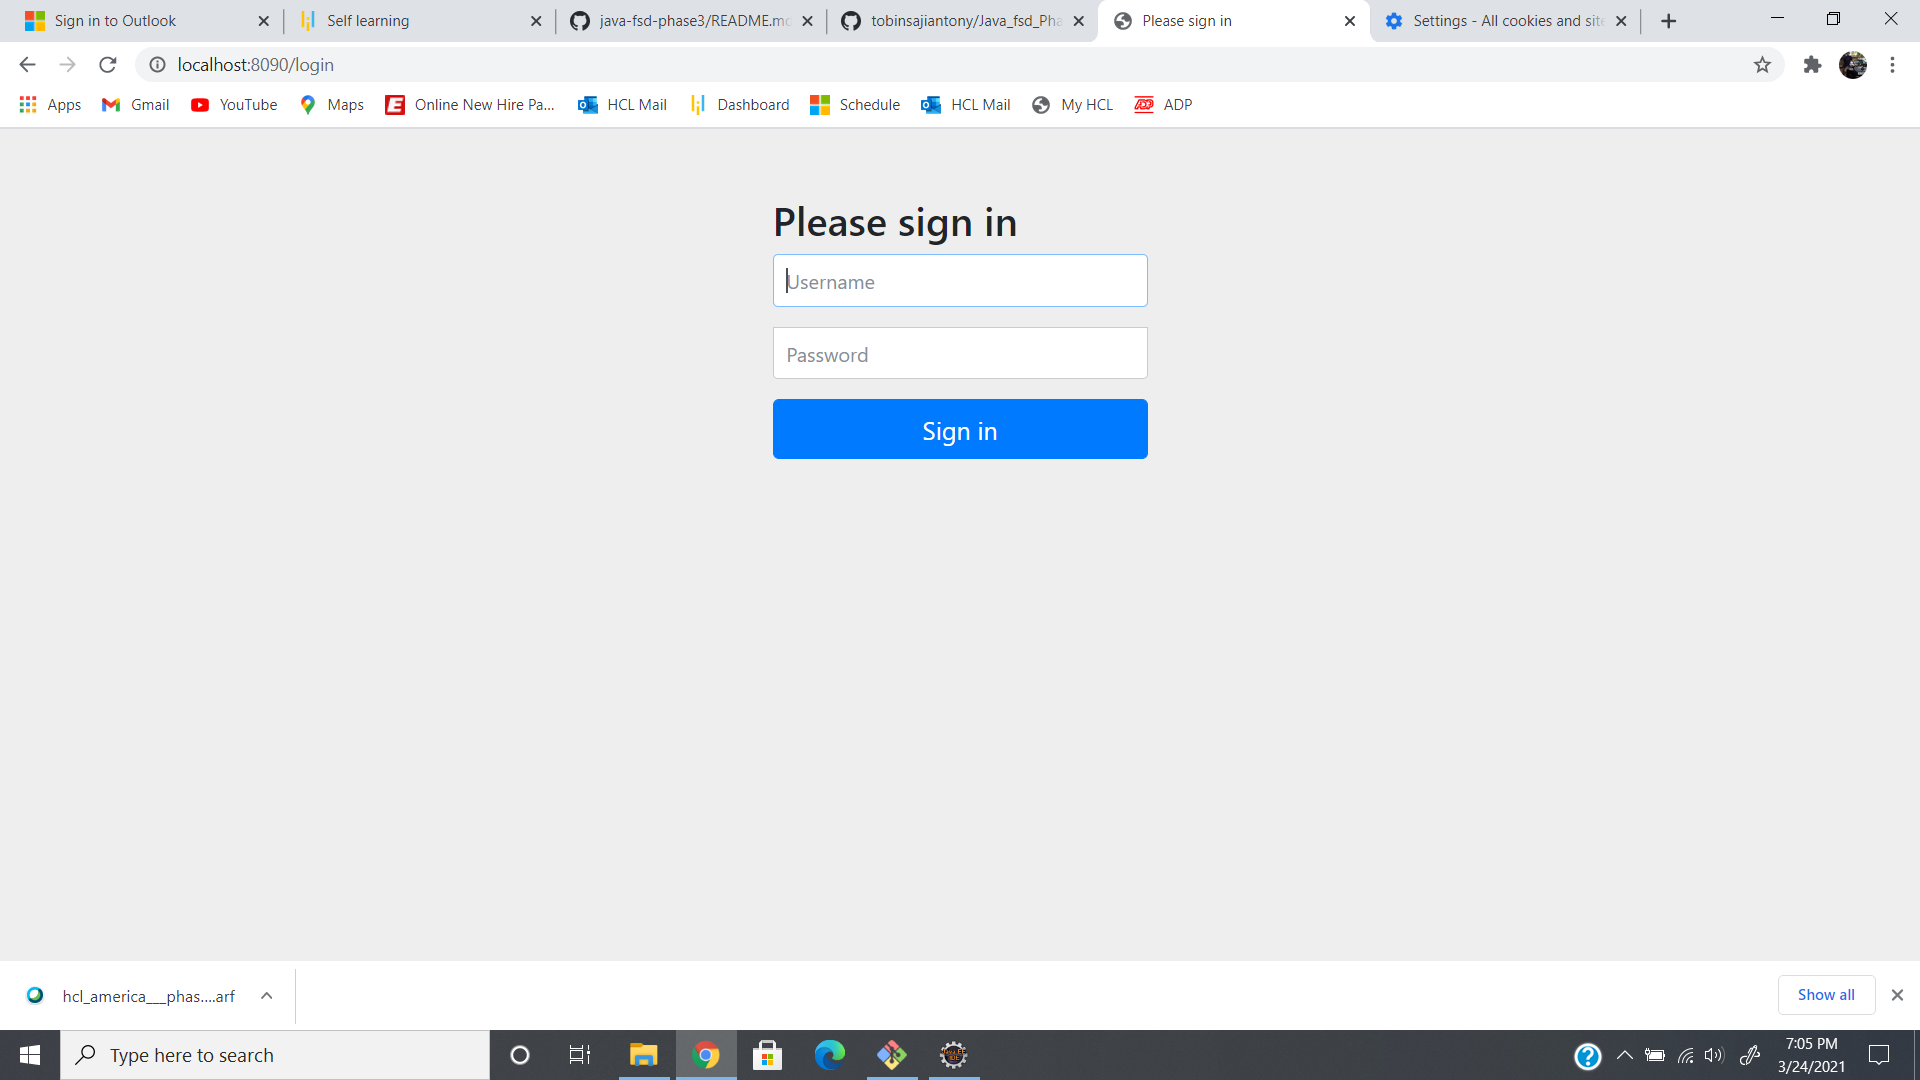 Sign in to Outlook
Self learning
java-fsd-phase3/README.md
tobinsajiantony/Java_fsd_Pha
Please sign in
Settings - All cookies and site
localhost:8090/login
Apps
Gmail
YouTube
Maps
Online New Hire Pa...
HCL Mail
Dashboard
Schedule
HCL Mail
My HCL
ADP
Please sign in
Username
Password
Sign in
hcl_america___phas....arf
Show all
Type here to search
7:05 PM
3/24/2021